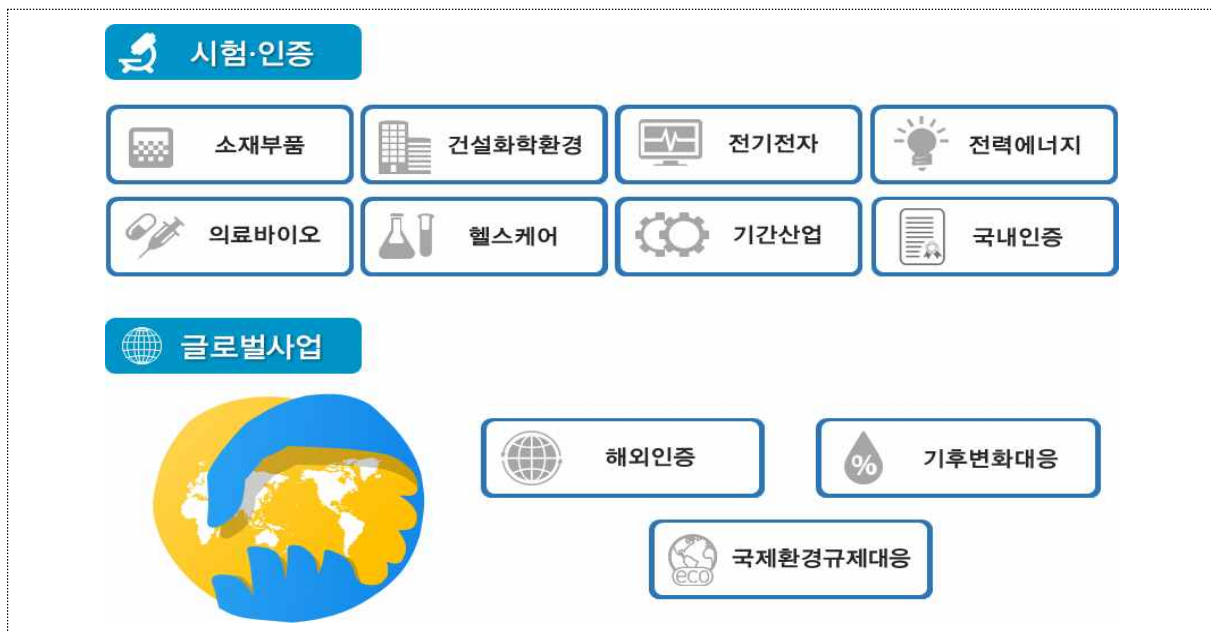 시험·인증
소재부품
건설화학환경
전기전자
전력에너지
의료바이오
헬스케어
기간산업
국내인증
글로벌사업
해외인증
%
기후변화대응
eco
국제환경규제대응